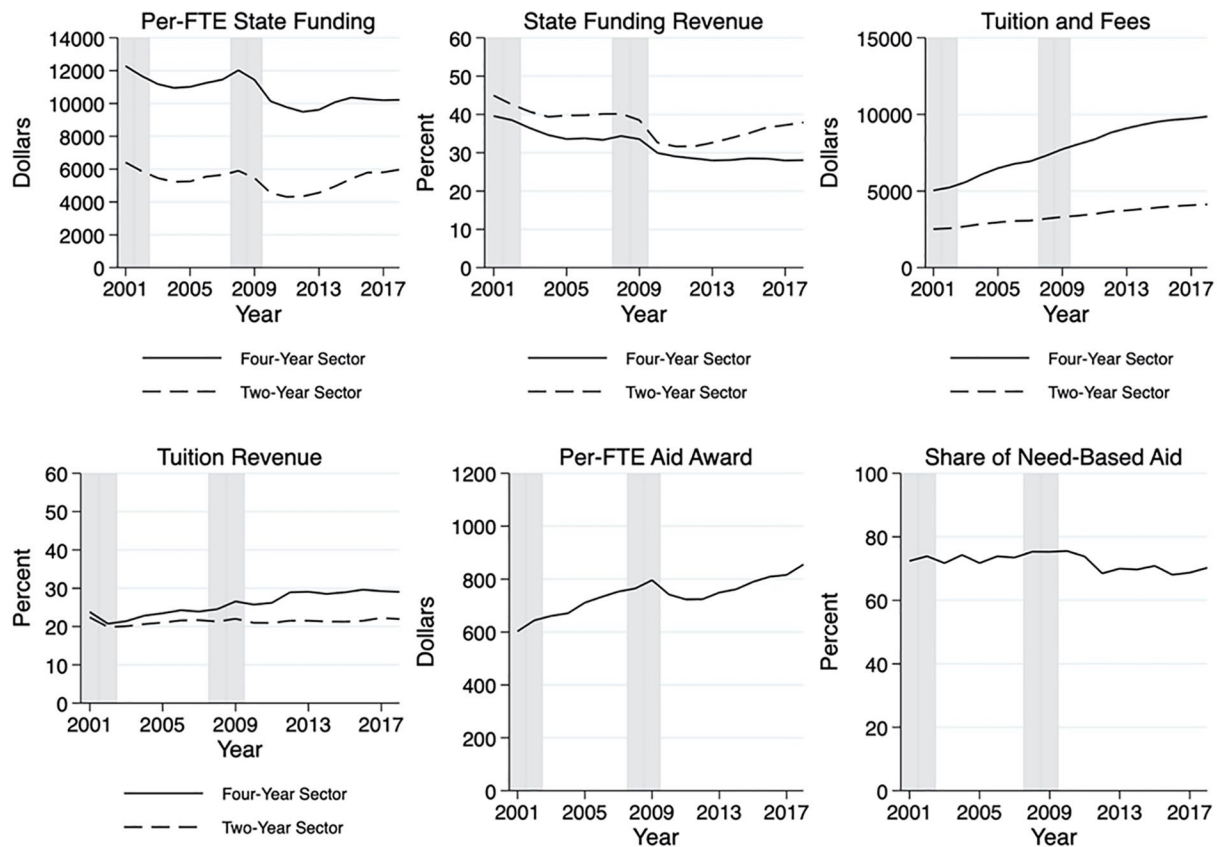 Per-FTE State Funding
14000
12000
10000
8000
6000
4000
2000
0
Dollars
2001 2005 2009 2013 2017
Year
Four-Year Sector
Two-Year Sector
State Funding Revenue
60
50
40
30
20
10
0
Percent
2001 2005 2009 2013 2017
Year
Four-Year Sector
Two-Year Sector
Tuition and Fees
15000
10000
5000
0
Dollars
2001 2005 2009 2013 2017
Year
Four-Year Sector
Two-Year Sector
Tuition Revenue
60
50
40
30
20
10
0
Percent
2001 2005 2009 2013 2017
Year
Four-Year Sector
Two-Year Sector
Per-FTE Aid Award
1200
1000
800
600
400
200
0
Dollars
2001 2005 2009 2013 2017
Year
Share of Need-Based Aid
100
80
60
40
20
0
Percent
2001 2005 2009 2013 2017
Year